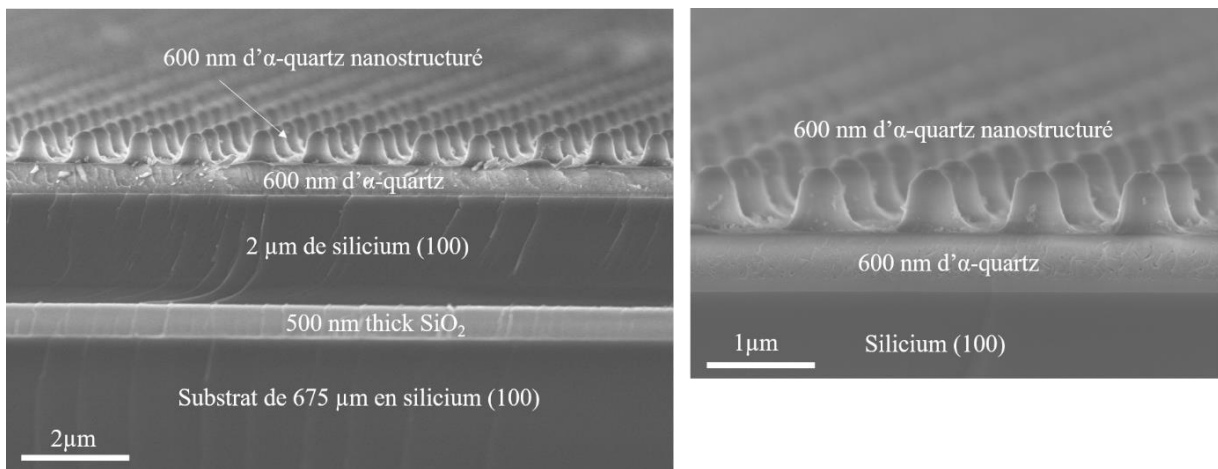 600 nm d'α-quartz nanostructuré
600 nm d'α-quartz
2 µm de silicium (100)
500 nm thick SiO₂
Substrat de 675 µm en silicium (100)
2µm
600 nm d'α-quartz nanostructuré
600 nm d'α-quartz
Silicium (100)
1µm